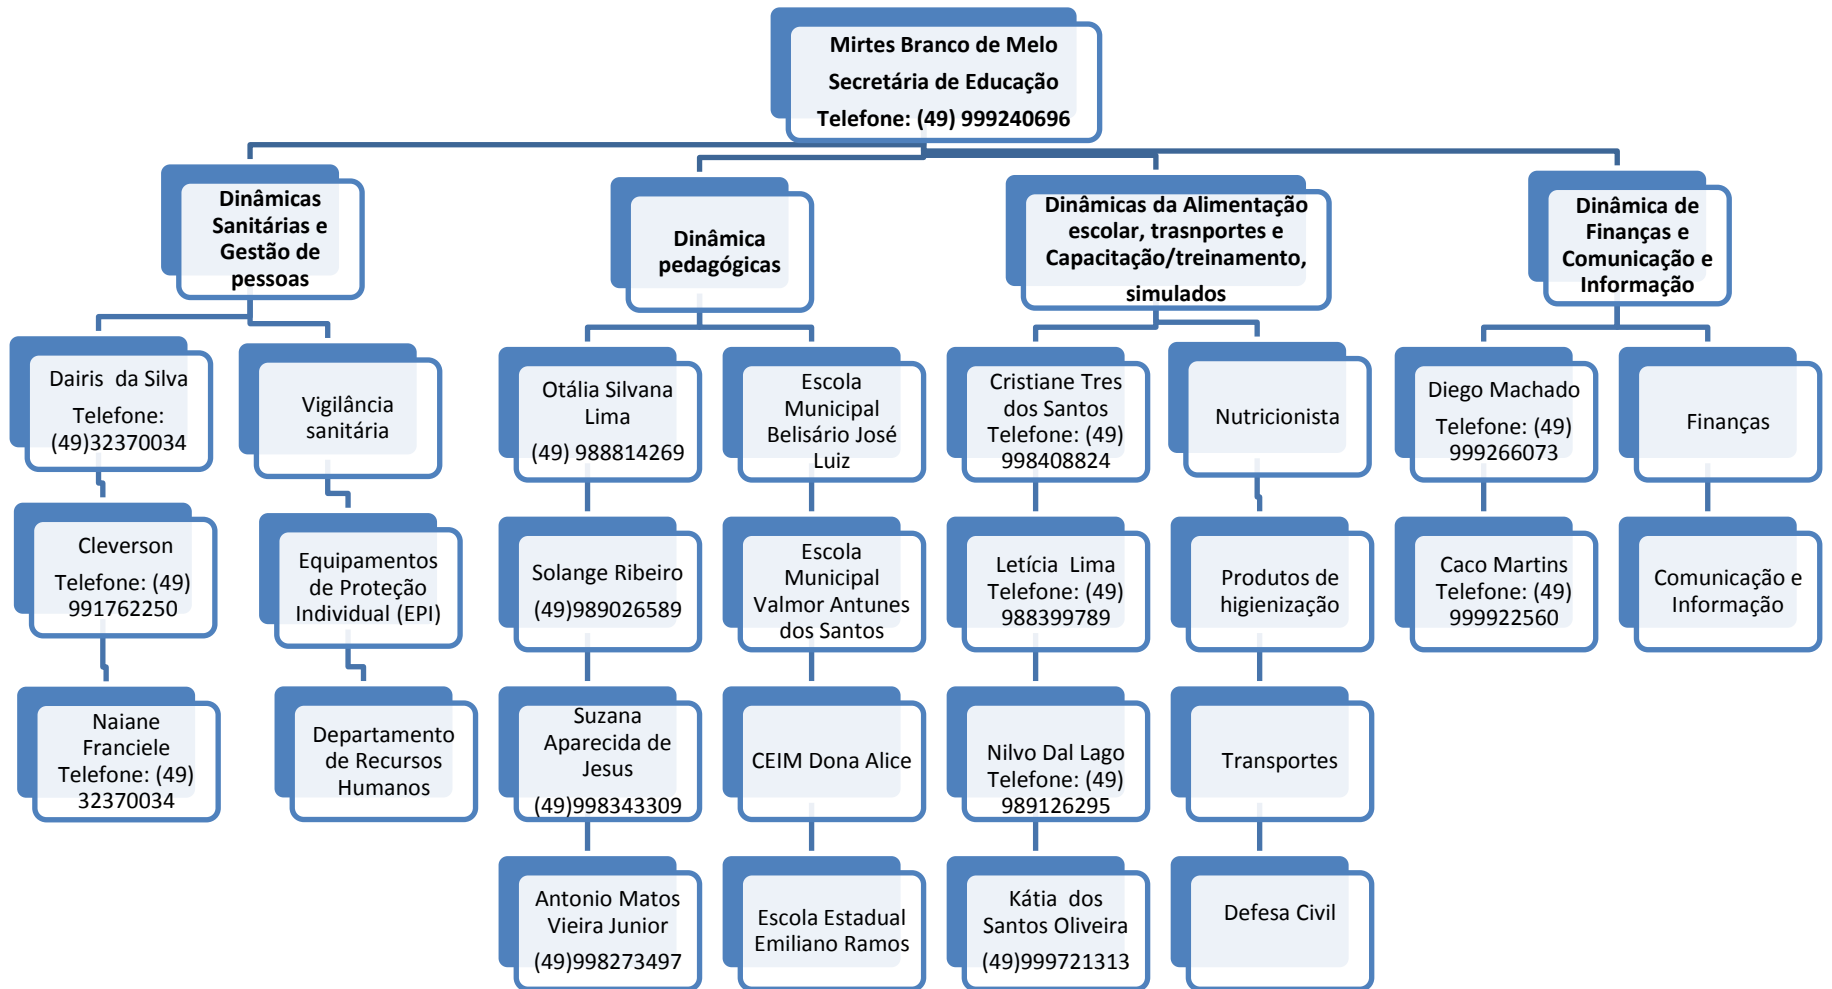 Mirtes Branco de Melo
Secretária de Educação
Telefone: (49) 999240696
Dinâmicas
Sanitárias e
Gestão de
pessoas
Dinâmica
pedagógicas
Dinâmicas da Alimentação
escolar, trasnportes e
Capacitação/treinamento,
simulados
Dinâmica de
Finanças e
Comunicação e
Informação
Dairis da Silva
Telefone:
(49)32370034
Vigilância
sanitária
Otália Silvana
Lima
(49) 988814269
Escola
Municipal
Belisário José
Luiz
Cristiane Tres
dos Santos
Telefone: (49)
998408824
Nutricionista
Diego Machado
Telefone: (49)
999266073
Finanças
Cleverson
Telefone: (49)
991762250
Equipamentos
de Proteção
Individual (EPI)
Solange Ribeiro
(49)989026589
Escola
Municipal
Valmor Antunes
dos Santos
Letícia Lima
Telefone: (49)
988399789
Produtos de
higienização
Caco Martins
Telefone: (49)
999922560
Comunicação e
Informação
Naiane
Franciele
Telefone: (49)
32370034
Departamento
de Recursos
Humanos
Suzana
Aparecida de
Jesus
(49)998343309
CEIM Dona Alice
Nilvo Dal Lago
Telefone: (49)
989126295
Transportes
Antonio Matos
Vieira Junior
(49)998273497
Escola Estadual
Emiliano Ramos
Kátia dos
Santos Oliveira
(49)999721313
Defesa Civil